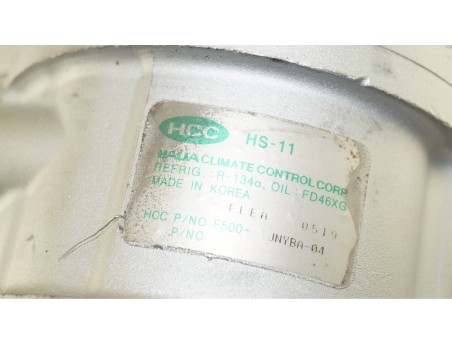 HCC HS-11
HALLA CLIMATE CONTROL CORP
REFRIG. : R-134a, OIL : FD46XG
MADE IN KOREA
ELEA 0519
HCC P/NO F500- JNYBA-04
.P/NO